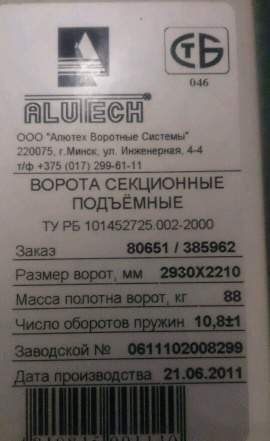 СТБ
046
ALUTECH®
ООО "Алютех Воротные Системы"
220075, г.Минск, ул. Инженерная, 4-4
т/ф +375 (017) 299-61-11
ВОРОТА СЕКЦИОННЫЕ
ПОДЪЁМНЫЕ
ТУ РБ 101452725.002-2000
Заказ 80651 / 385962
Размер ворот, мм 2930X2210
Масса полотна ворот, кг 88
Число оборотов пружин 10,8±1
Заводской № 0611102008299
Дата производства 21.06.2011